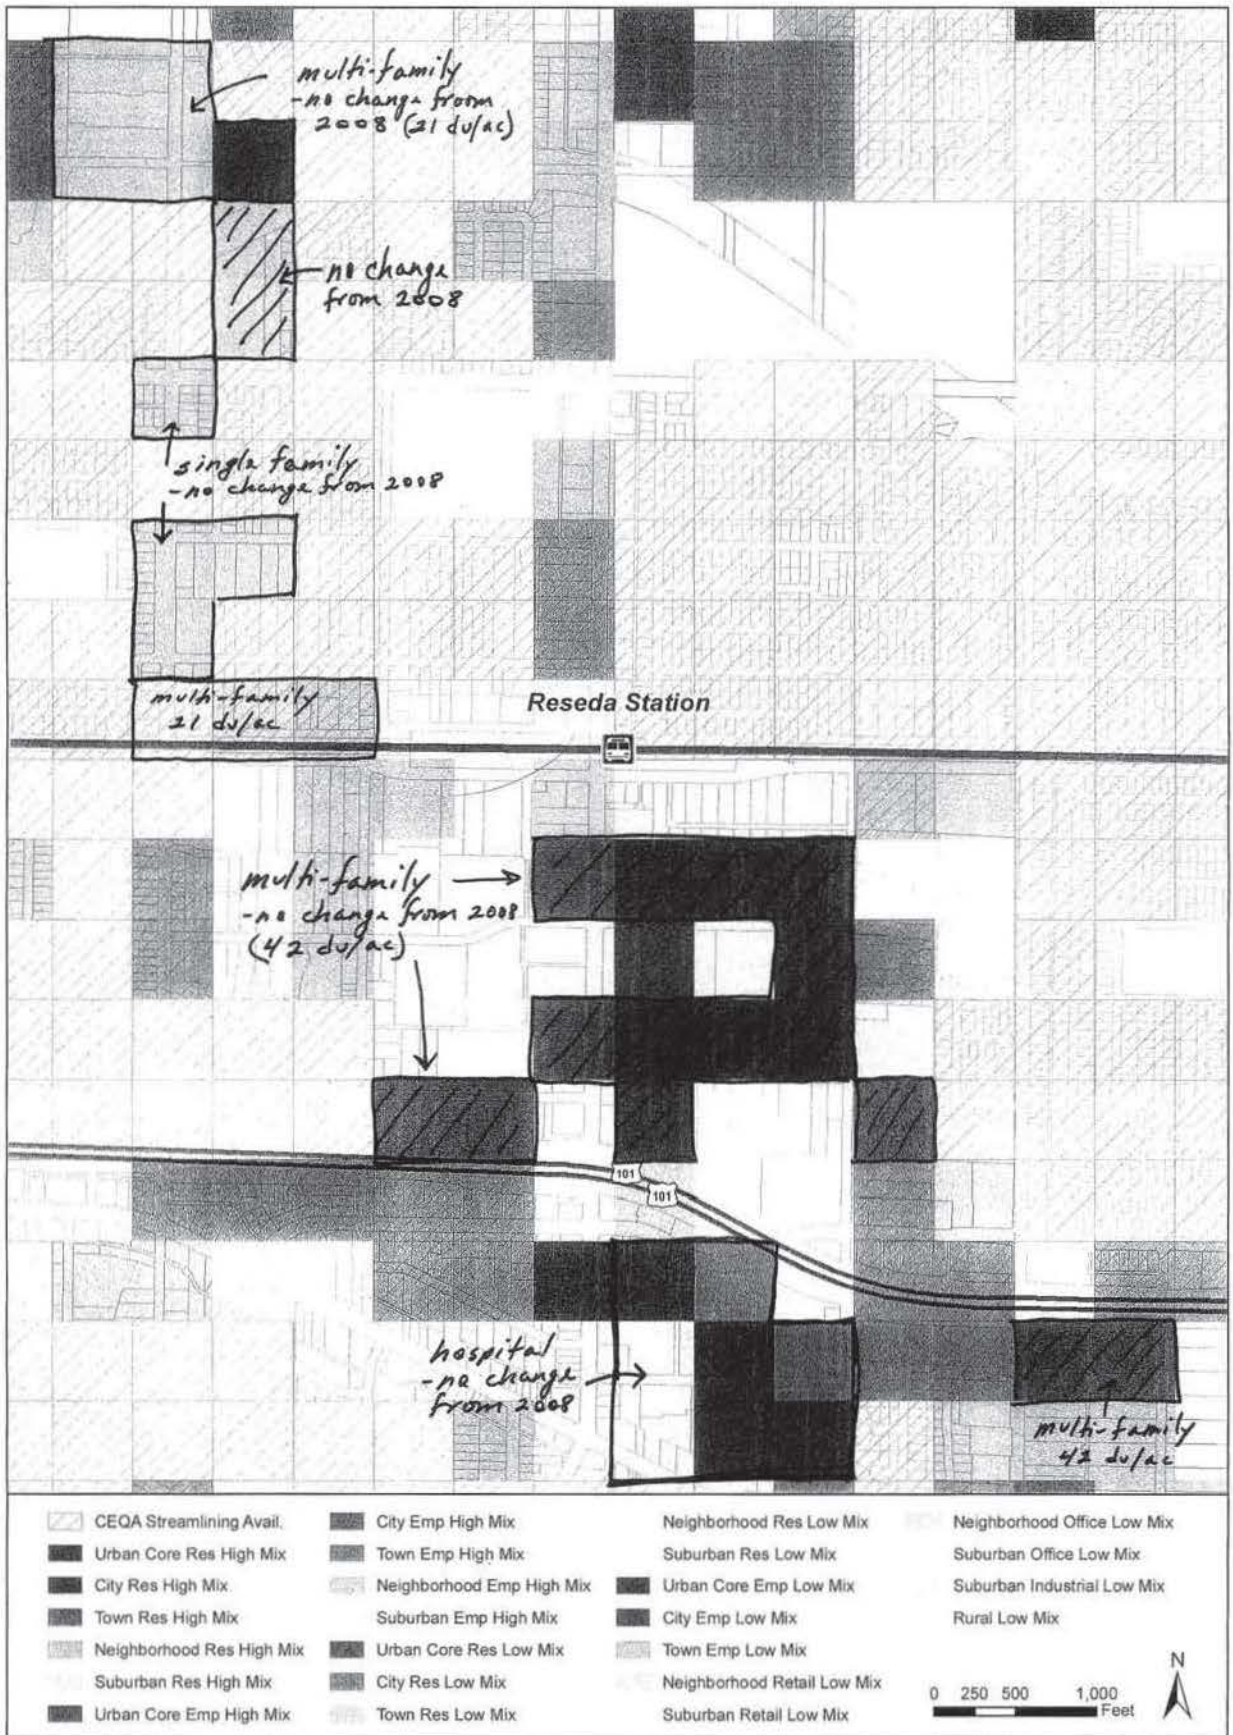 multi-family
-no change froom
2008 (21 du/ac)
no change
from 2008
single family
-no change from 2008
multi-family
21 du/ac
Reseda Station
multi-family
-no change from 2008
(42 du/ac)
101
101
hospital
-no change
from 2008
multi-family
42 du/ac
CEQA Streamlining Avail.
Urban Core Res High Mix
City Res High Mix
Town Res High Mix
Neighborhood Res High Mix
Suburban Res High Mix
Urban Core Emp High Mix
City Emp High Mix
Town Emp High Mix
Neighborhood Emp High Mix
Suburban Emp High Mix
Urban Core Res Low Mix
City Res Low Mix
Town Res Low Mix
Neighborhood Res Low Mix
Suburban Res Low Mix
Urban Core Emp Low Mix
City Emp Low Mix
Town Emp Low Mix
Neighborhood Retail Low Mix
Suburban Retail Low Mix
Neighborhood Office Low Mix
Suburban Office Low Mix
Suburban Industrial Low Mix
Rural Low Mix
N
0 250 500 1,000
Feet